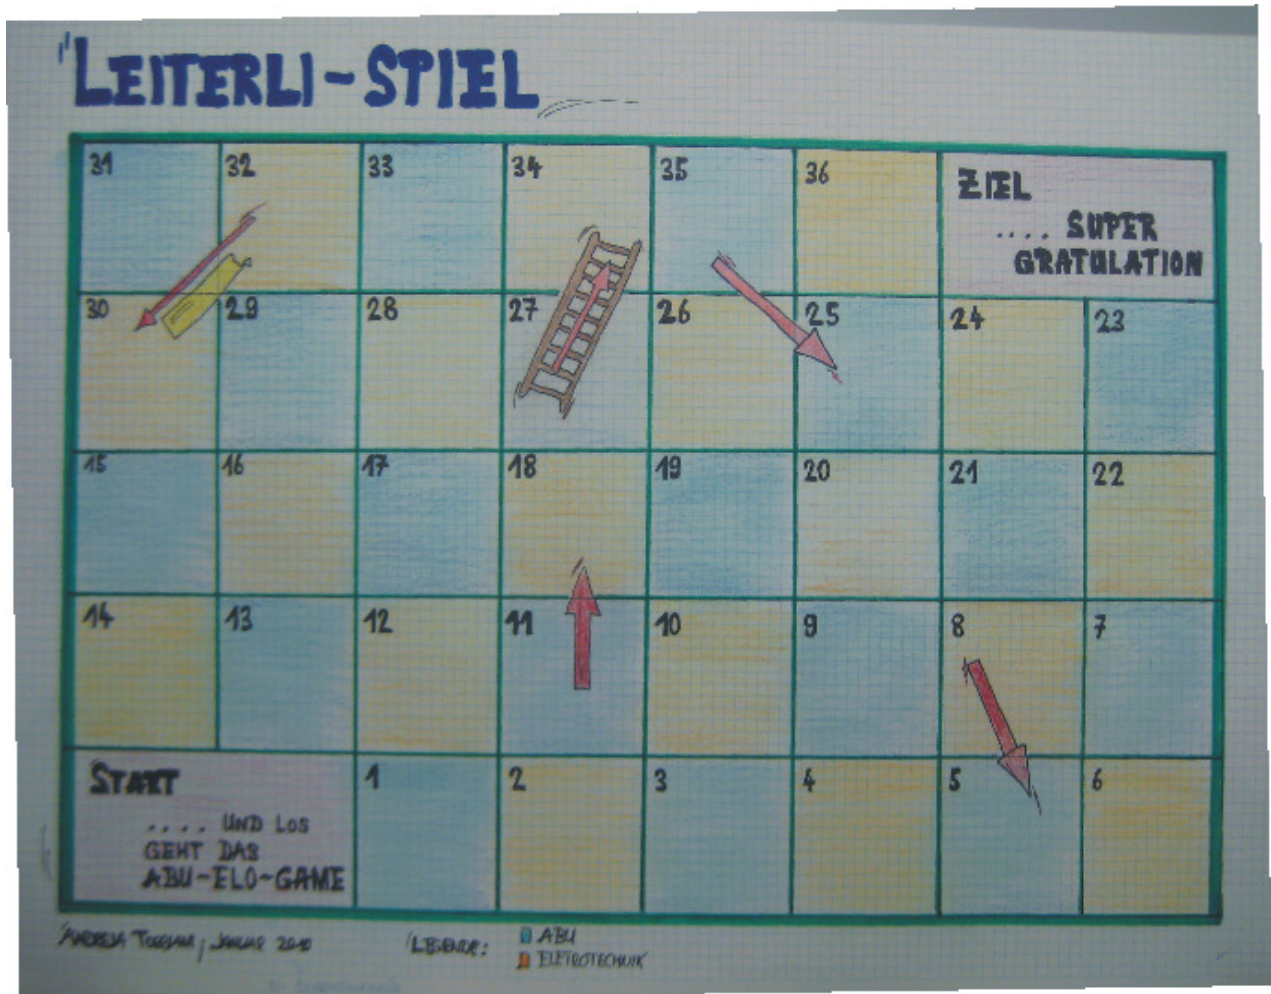 "LEITERLI-STIEL
31 32 33 34 35 36 ZIEL
.... SUPER
GRATULATION
30 29 28 27 26 25 24 23
15 16 17 18 19 20 21 22
14 13 12 11 10 9 8 7
START 1 2 3 4 5 6
.... UND LOS
GEHT DAS
ABU-ELO-GAME
JANUAR 2010
LEGENDE:
ABU
ELETROTECHNIK